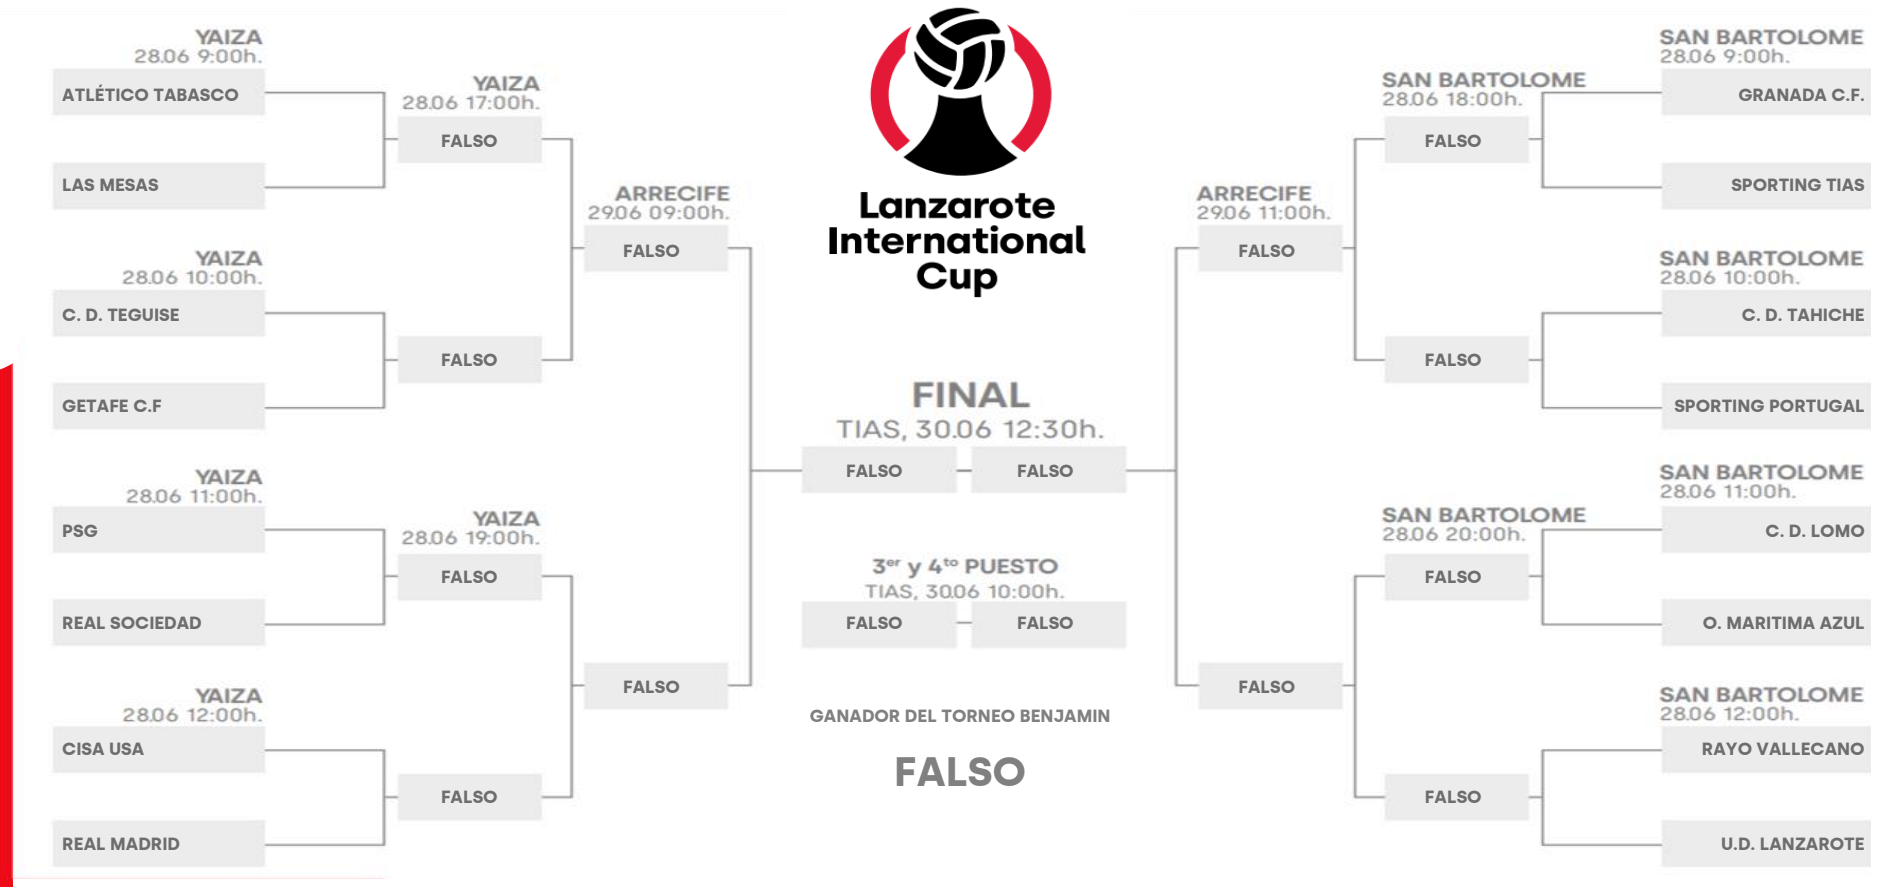 YAIZA
28.06 9:00h.
ATLÉTICO TABASCO
LAS MESAS
YAIZA
28.06 10:00h.
C. D. TEGUISE
GETAFE C.F
YAIZA
28.06 11:00h.
PSG
REAL SOCIEDAD
YAIZA
28.06 12:00h.
CISA USA
REAL MADRID
YAIZA
28.06 17:00h.
FALSO
FALSO
YAIZA
28.06 19:00h.
FALSO
FALSO
ARRECIFE
29.06 09:00h.
FALSO
FALSO
Lanzarote
International
Cup
FINAL
TIAS, 30.06 12:30h.
FALSO
FALSO
3er y 4to PUESTO
TIAS, 30.06 10:00h.
FALSO
FALSO
GANADOR DEL TORNEO BENJAMIN
FALSO
ARRECIFE
29.06 11:00h.
FALSO
FALSO
SAN BARTOLOME
28.06 18:00h.
FALSO
FALSO
SAN BARTOLOME
28.06 20:00h.
FALSO
FALSO
SAN BARTOLOME
28.06 9:00h.
GRANADA C.F.
SPORTING TIAS
SAN BARTOLOME
28.06 10:00h.
C. D. TAHICHE
SPORTING PORTUGAL
SAN BARTOLOME
28.06 11:00h.
C. D. LOMO
O. MARITIMA AZUL
SAN BARTOLOME
28.06 12:00h.
RAYO VALLECANO
U.D. LANZAROTE